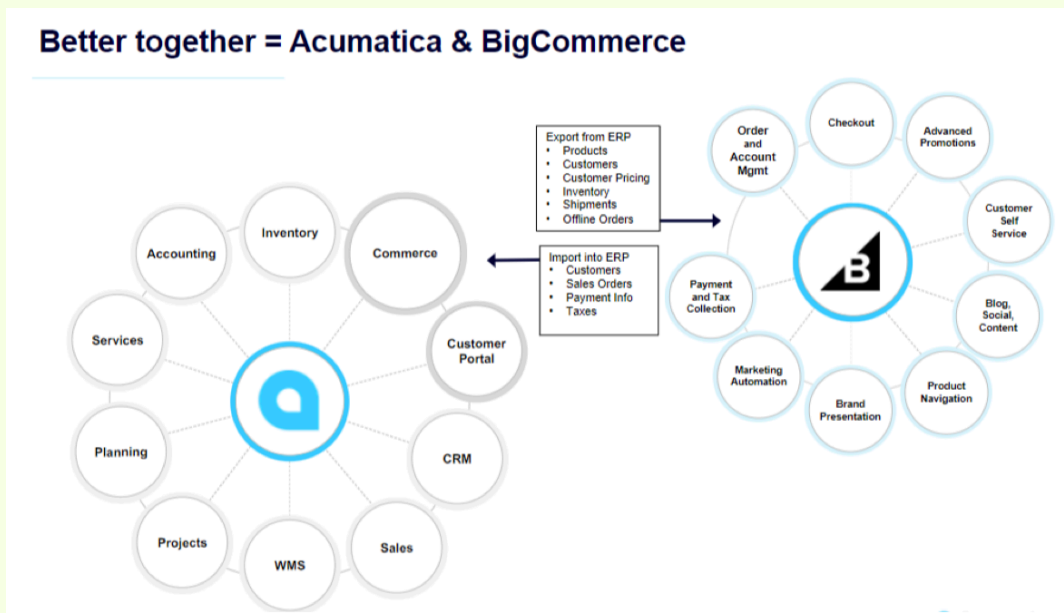 Better together = Acumatica & BigCommerce
Export from ERP
• Products
• Customers
• Customer Pricing
• Inventory
• Shipments
• Offline Orders
Import into ERP
• Customers
• Sales Orders
• Payment Info
• Taxes
Inventory
Commerce
Customer
Portal
CRM
Sales
WMS
Projects
Planning
Services
Accounting
a
Checkout
Advanced
Promotions
Customer
Self
Service
Blog,
Social,
Content
Product
Navigation
Brand
Presentation
Marketing
Automation
Payment
and Tax
Collection
Order
and
Account
Mgmt
B